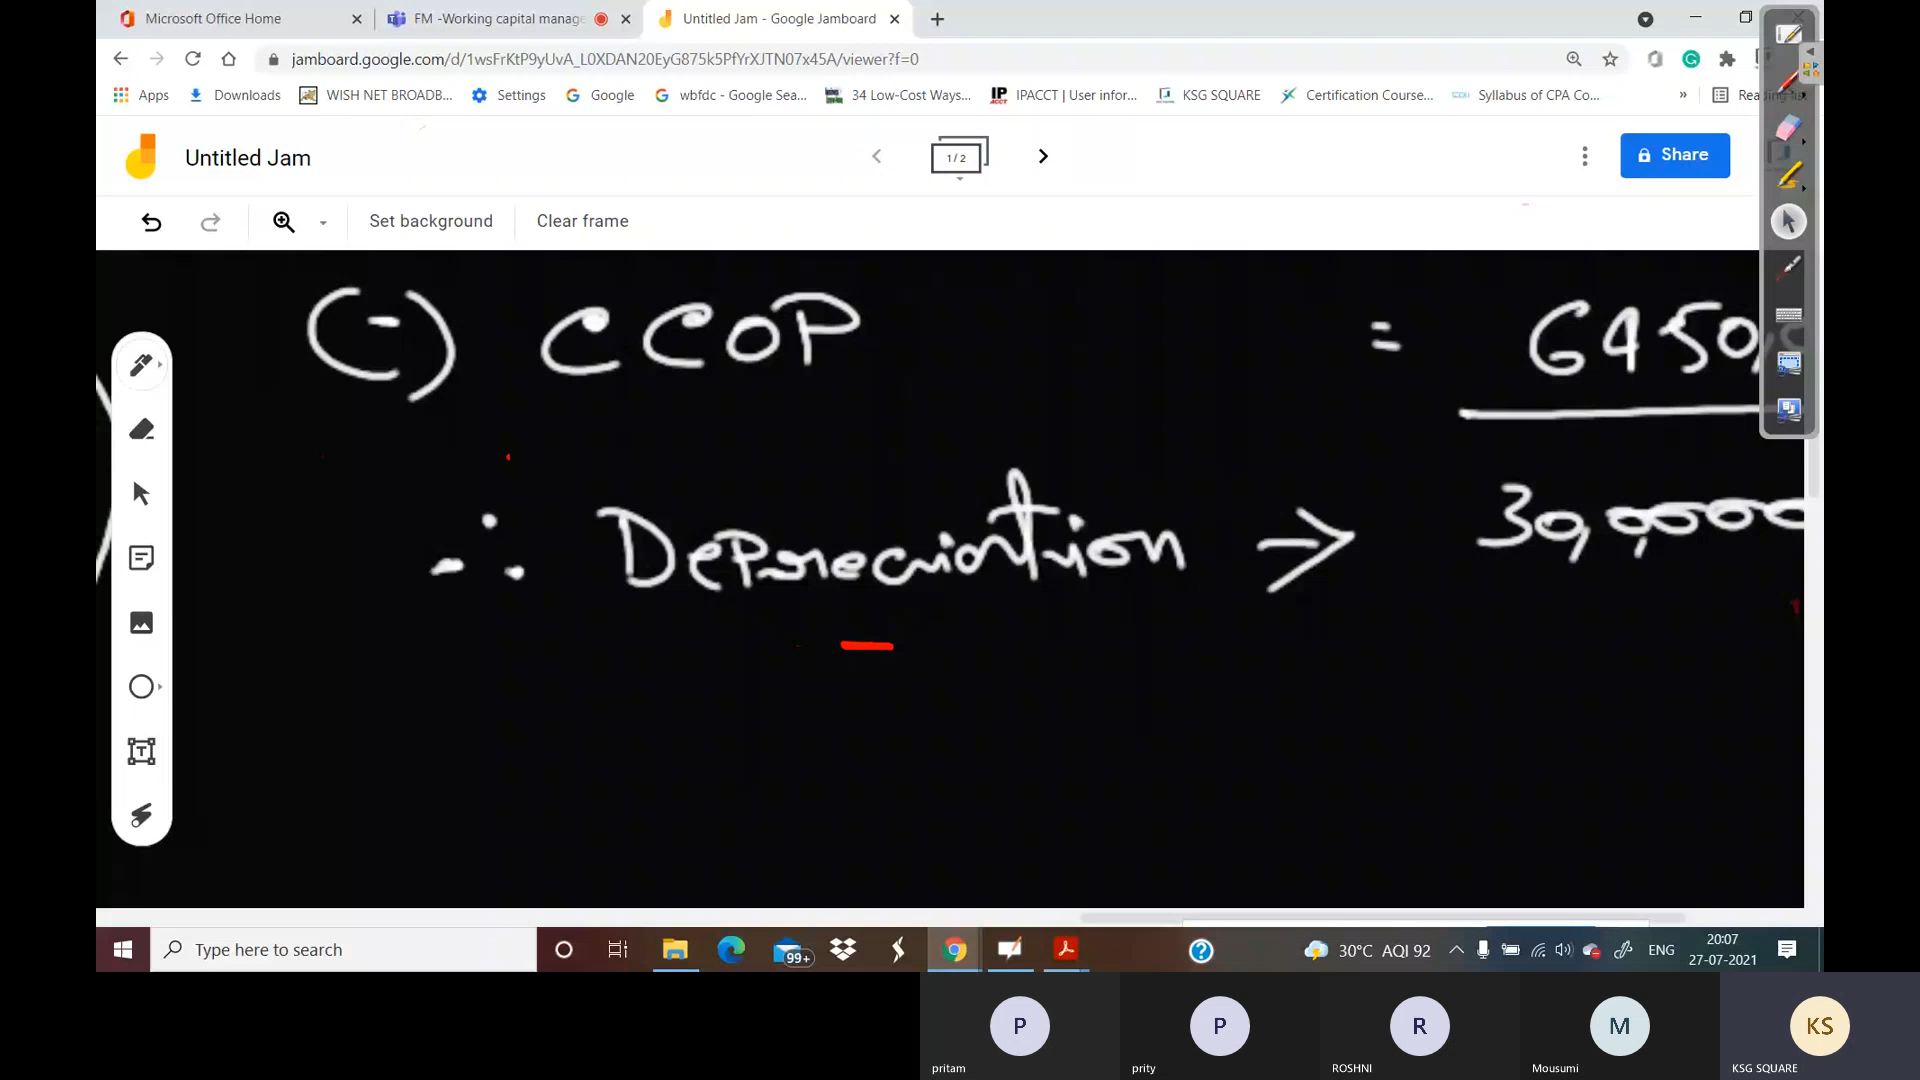 Microsoft Office Home
FM -Working capital manag
Untitled Jam - Google Jamboard
jamboard.google.com/d/1wsFrKtP9yUvA_L0XDAN20EyG875k5PfYrXJTN07x45A/viewer?f=0
Apps
Downloads
WISH NET BROADB...
Settings
Google
wbfdc - Google Sea...
34 Low-Cost Ways...
IPACCT | User infor...
KSG SQUARE
Certification Course...
Syllabus of CPA Co...
»
Untitled Jam
1 / 2
Share
Set background
Clear frame
(-) CCOP =
∴ Depreciation →
Type here to search
99+
30°C AQI 92
ENG
20:07
27-07-2021
P
P
R
M
KS
pritam
prity
ROSHNI
Mousumi
KSG SQUARE